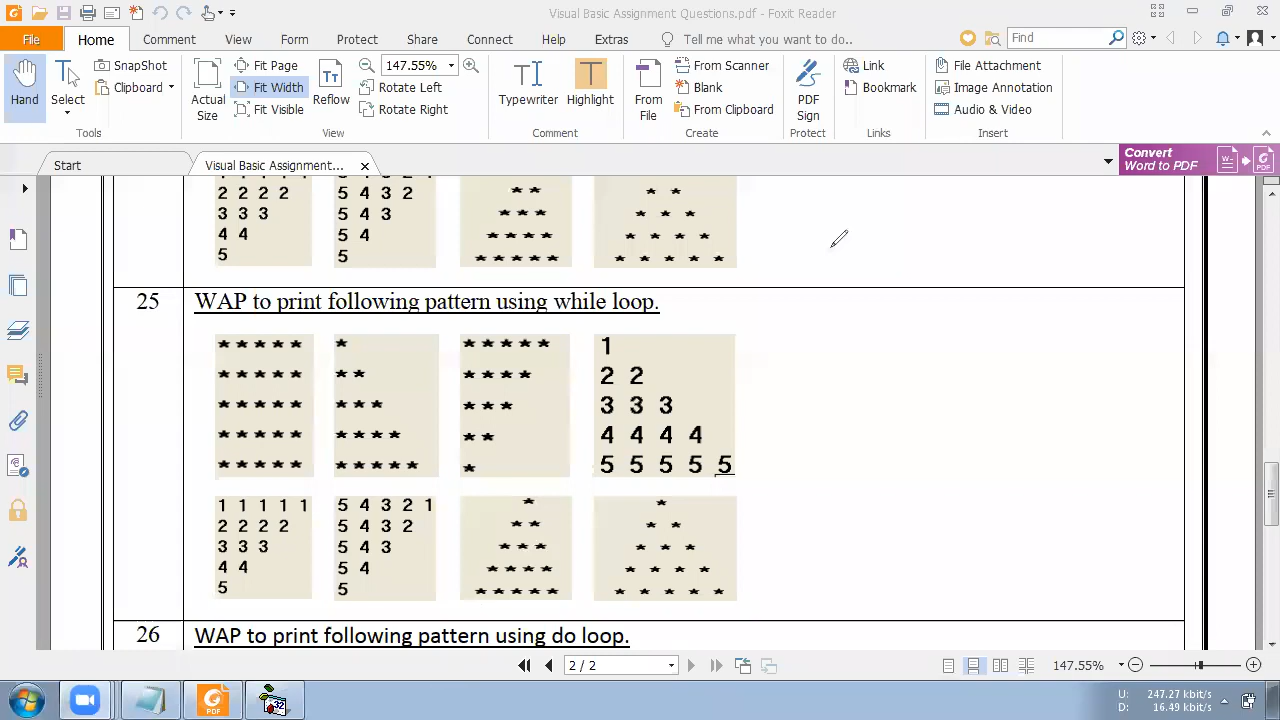 Visual Basic Assignment Questions.pdf - Foxit Reader
File Home Comment View Form Protect Share Connect Help Extras Tell me what you want to do.. Find
Hand
Select
SnapShot
Clipboard
Tools
Actual Size
Fit Page
Fit Width
Fit Visible
Reflow
147.55%
Rotate Left
Rotate Right
View
Typewriter
Highlight
Comment
From File
From Scanner
Blank
From Clipboard
Create
PDF Sign
Protect
Link
Bookmark
Links
File Attachment
Image Annotation
Audio & Video
Insert
Start
Visual Basic Assignment...
Convert
Word to PDF
2 2 2 2
3 3 3
4 4
5
5 4 3 2
5 4 3
5 4
5
* *
* * *
* * * *
* * * * *
* *
* * *
* * * *
* * * * *
25 WAP to print following pattern using while loop.
* * * * *
* * * * *
* * * * *
* * * * *
* * * * *
*
* *
* * *
* * * *
* * * * *
* * * * *
* * * *
* * *
* *
*
1
2 2
3 3 3
4 4 4 4
5 5 5 5 5
1 1 1 1 1
2 2 2 2
3 3 3
4 4
5
5 4 3 2 1
5 4 3 2
5 4 3
5 4
5
*
* *
* * *
* * * *
* * * * *
*
* *
* * *
* * * *
* * * * *
26 WAP to print following pattern using do loop.
2 / 2
147.55%
32
U: 247.27 kbit/s
D: 16.49 kbit/s